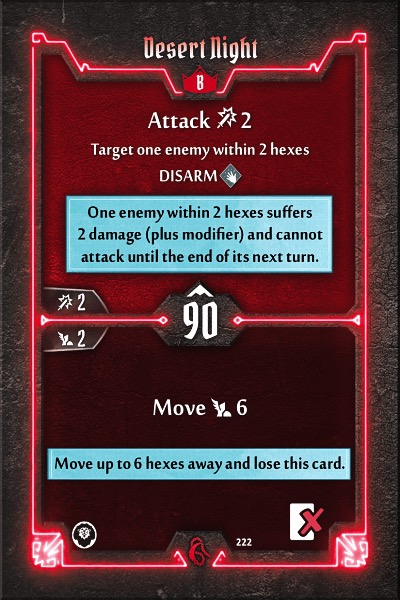 Desert Night
B
Attack 2
Target one enemy within 2 hexes
DISARM
One enemy within 2 hexes suffers
2 damage (plus modifier) and cannot
attack until the end of its next turn.
2
90
2
Move 6
Move up to 6 hexes away and lose this card.
222